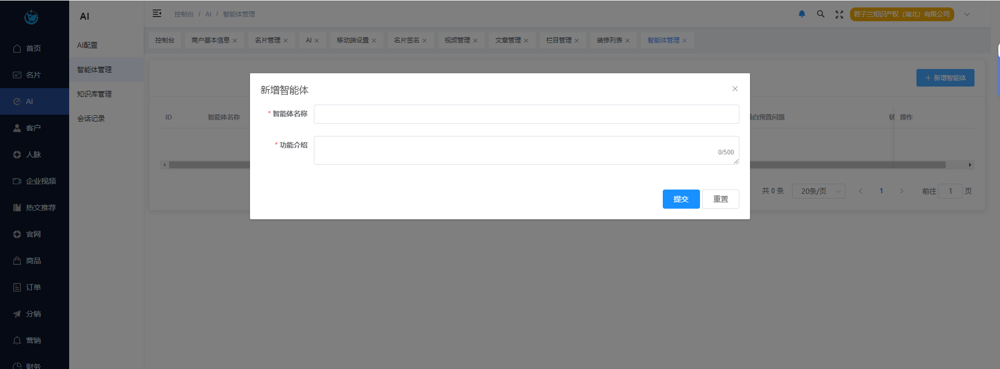 首页
名片
AI
客户
人脉
企业视频
热文推荐
官网
商品
订单
分销
营销
财务
AI
AI配置
智能体管理
知识库管理
会话记录
控制台 / AI / 智能体管理
君子兰知识产权（湖北）有限公司
控制台 商户基本信息 × 名片管理 × AI × 移动端设置 × 名片签名 × 视频管理 × 文章管理 × 栏目管理 × 装修列表 × 智能体管理 ×
+ 新增智能体
ID 智能体名称 白预置问题 状 操作
新增智能体 ×
* 智能体名称
* 功能介绍
0/500
提交 重置
共 0 条 20条/页 < 1 > 前往 1 页